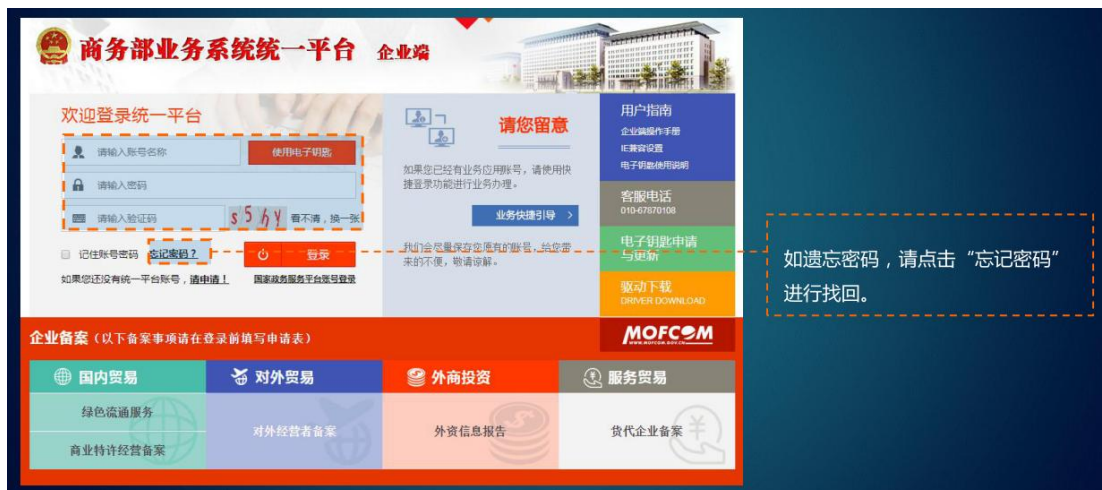 商务部业务系统统一平台 企业端
欢迎登录统一平台
请输入账号名称
使用电子钥匙
请输入密码
请输入验证码
s5hy
看不清，换一张
记住账号密码
忘记密码？
登录
如果您还没有统一平台账号，请申请！
国家政务服务平台账号登录
请您留意
如果您已经有业务应用账号，请使用快
捷登录功能进行业务办理。
业务快捷引导 >
我们会尽量保存您原有的账号，给您带
来的不便，敬请谅解。
用户指南
企业端操作手册
IE兼容设置
电子钥匙使用说明
客服电话
010-67870108
电子钥匙申请
与更新
驱动下载
DRIVER DOWNLOAD
如遗忘密码，请点击“忘记密码”
进行找回。
企业备案（以下备案事项请在登录前填写申请表）
MOFCOM
WWW.MOFCOM.GOV.CN
国内贸易
对外贸易
外商投资
服务贸易
绿色流通服务
商业特许经营备案
对外经营者备案
外资信息报告
货代企业备案